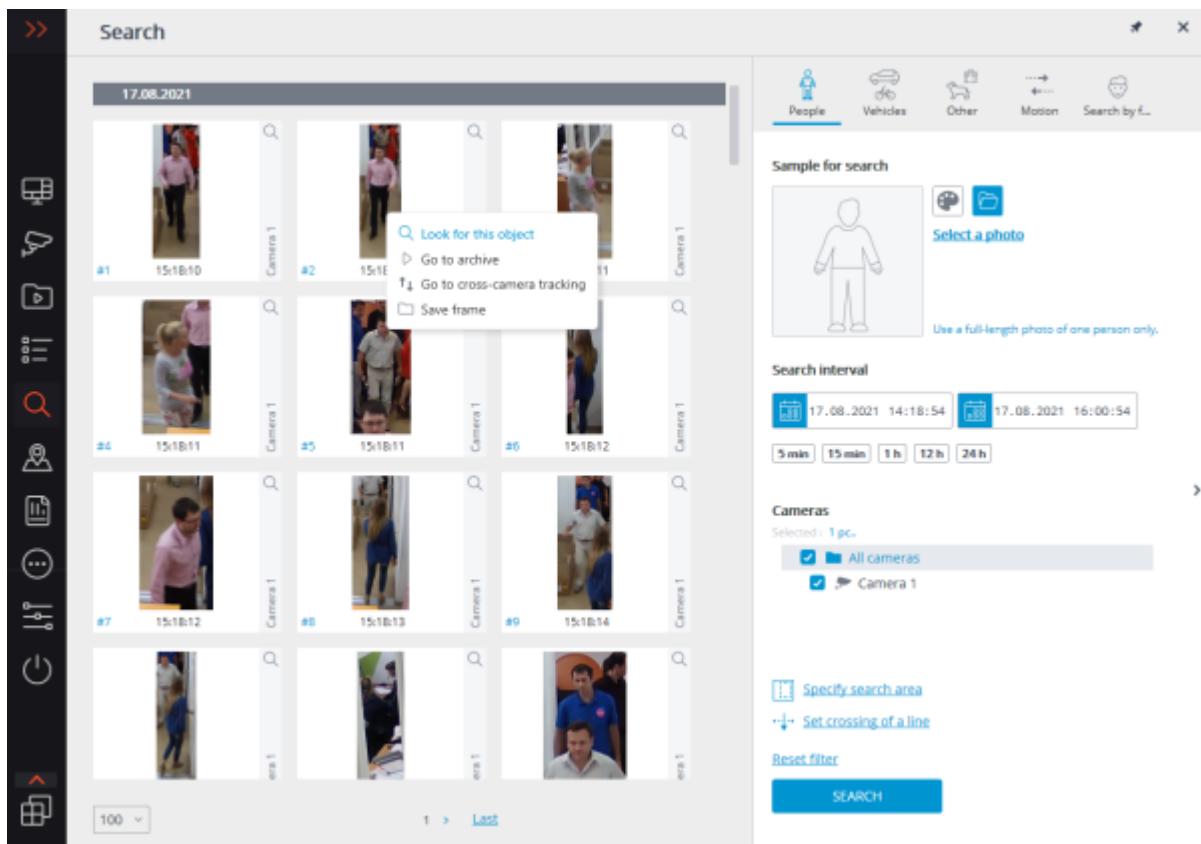 Search
17.08.2021
#1 15:18:10 Camera 1
#2 Camera 1
Look for this object
Go to archive
Go to cross-camera tracking
Save frame
#4 15:18:11 Camera 1
#5 15:18:11 Camera 1
#6 15:18:12 Camera 1
#7 15:18:12 Camera 1
#8 15:18:13 Camera 1
#9 15:18:14 Camera 1
100
1 > Last
People Vehicles Other Motion Search by f...
Sample for search
Select a photo
Use a full-length photo of one person only.
Search interval
17.08.2021 14:18:54 17.08.2021 16:00:54
5 min 15 min 1 h 12 h 24 h
Cameras
Selected: 1 pc.
All cameras
Camera 1
Specify search area
Set crossing of a line
Reset filter
SEARCH